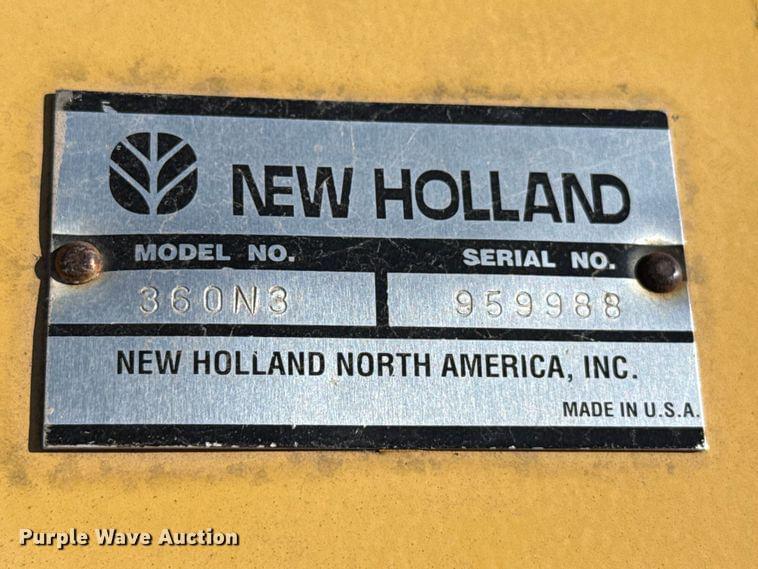 NEW HOLLAND
MODEL NO. SERIAL NO.
360N3 959988
NEW HOLLAND NORTH AMERICA, INC.
MADE IN U.S.A.
Purple Wave Auction